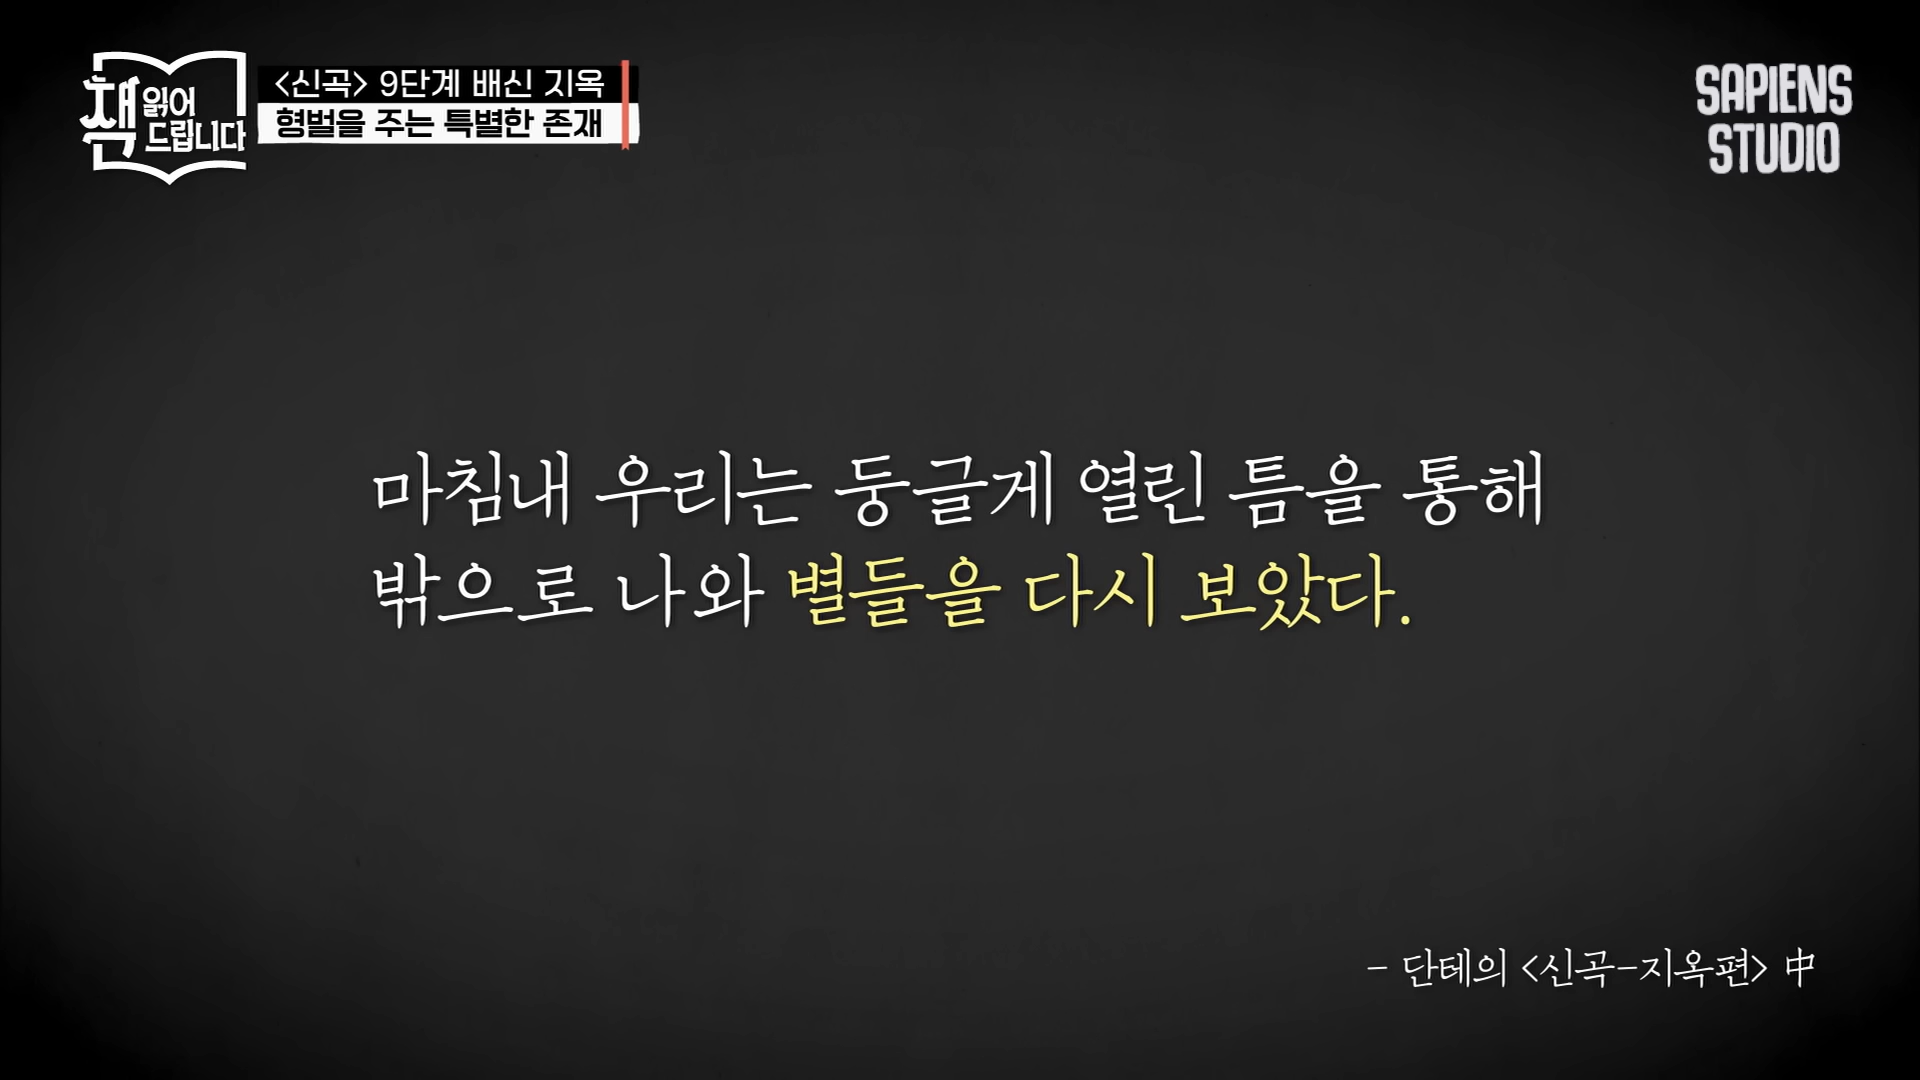 책 읽어
드립니다
<신곡> 9단계 배신 지옥
형벌을 주는 특별한 존재
SAPIENS
STUDIO
마침내 우리는 둥글게 열린 틈을 통해
밖으로 나와 별들을 다시 보았다.
- 단테의 <신곡-지옥편> 中